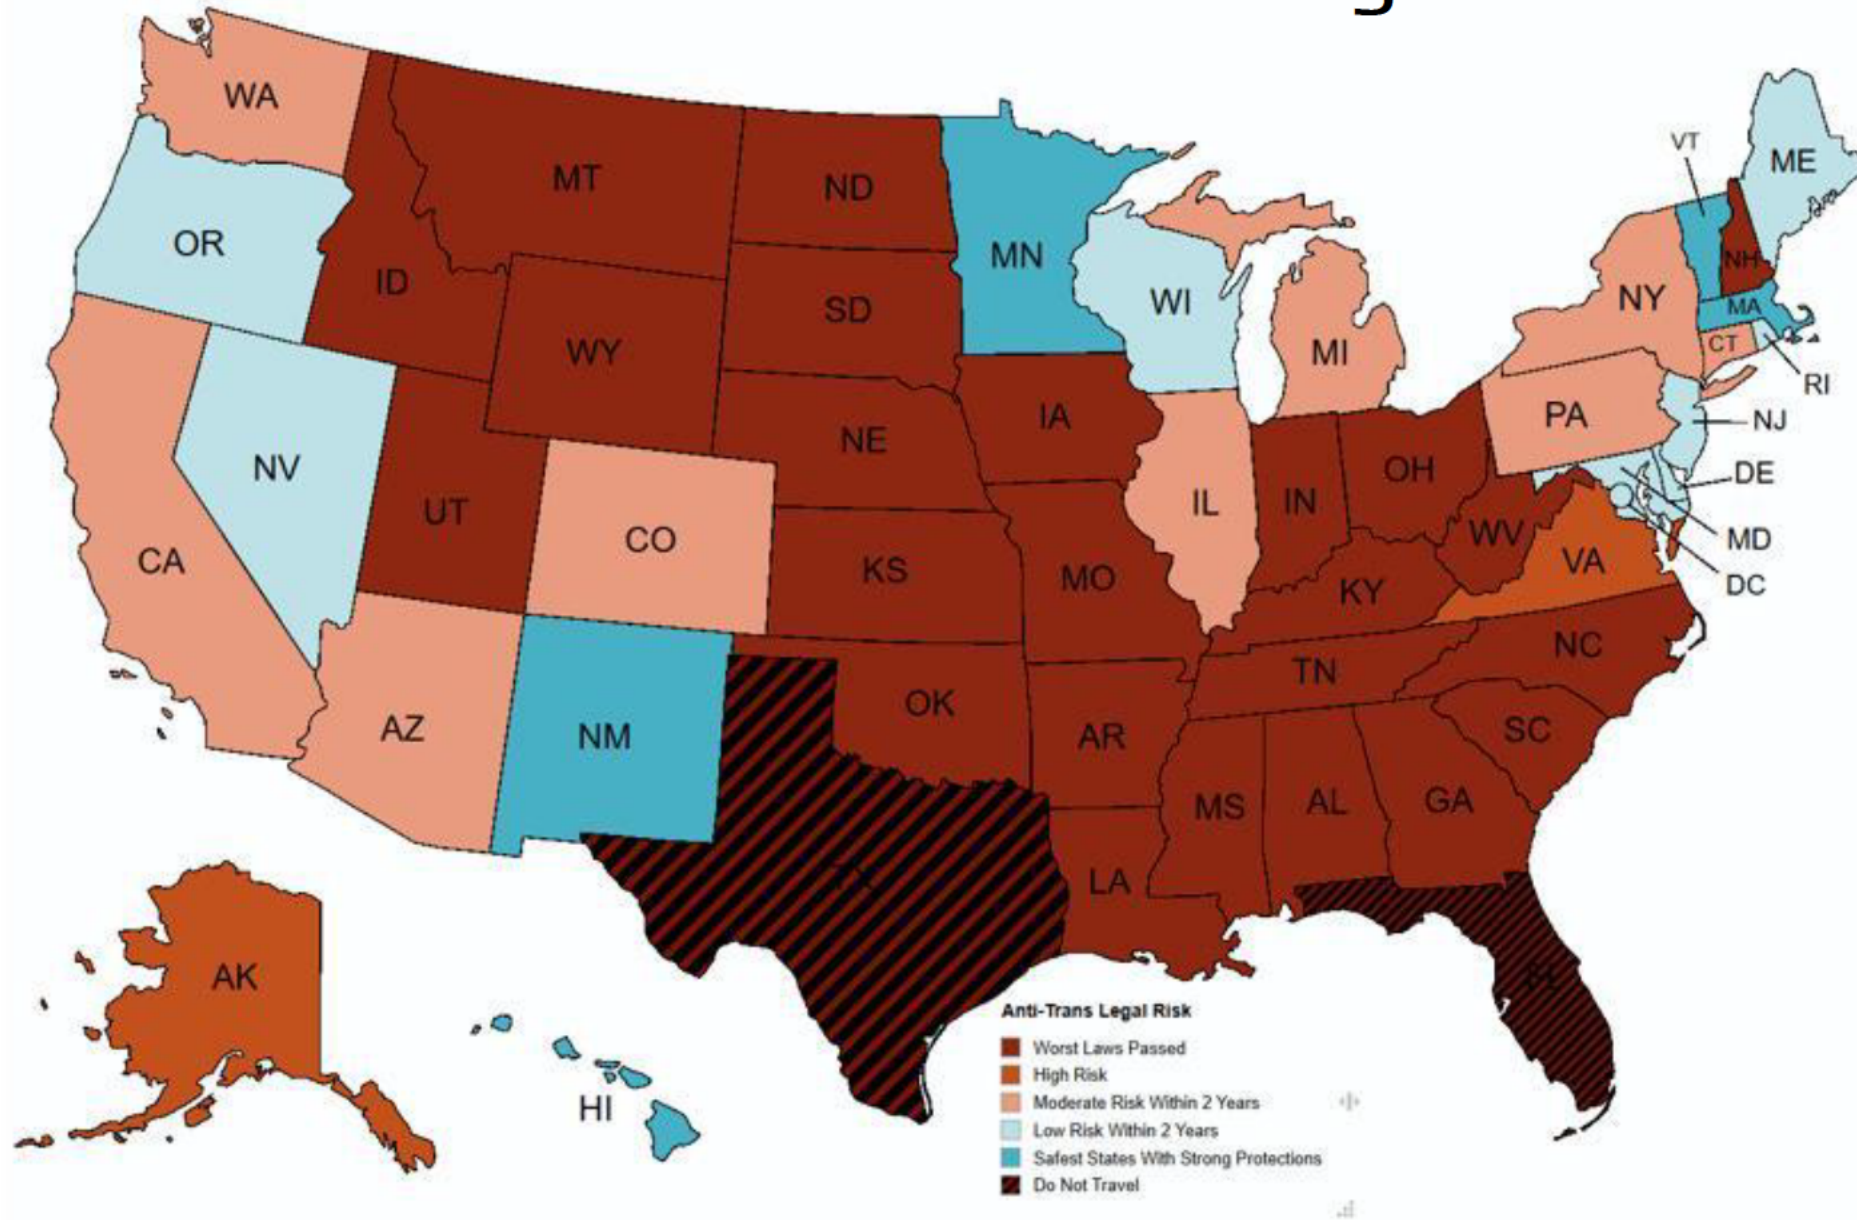 WA
MT
ND
VT
ME
OR
ID
MN
SD
WI
NH
MA
NY
WY
MI
CT
RI
NE
IA
PA
NJ
NV
OH
DE
UT
CO
IL
IN
WV
MD
CA
KS
MO
KY
VA
DC
NC
TN
AZ
NM
OK
AR
SC
MS
AL
GA
TX
LA
AK
FL
HI
Anti-Trans Legal Risk
Worst Laws Passed
High Risk
Moderate Risk Within 2 Years
Low Risk Within 2 Years
Safest States With Strong Protections
Do Not Travel